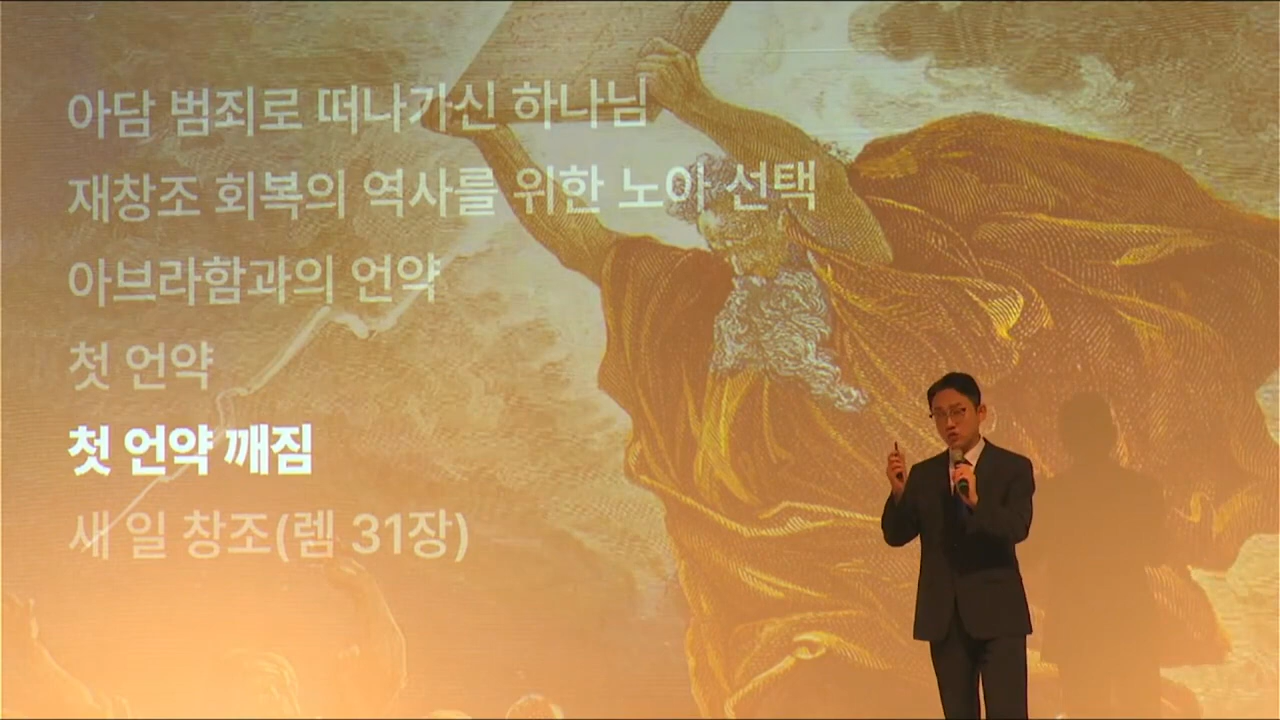 아담 범죄로 떠나가신 하나님
재창조 회복의 역사를 위한 노아 선택
아브라함과의 언약
첫 언약
첫 언약 깨짐
새 일 창조(렘 31장)